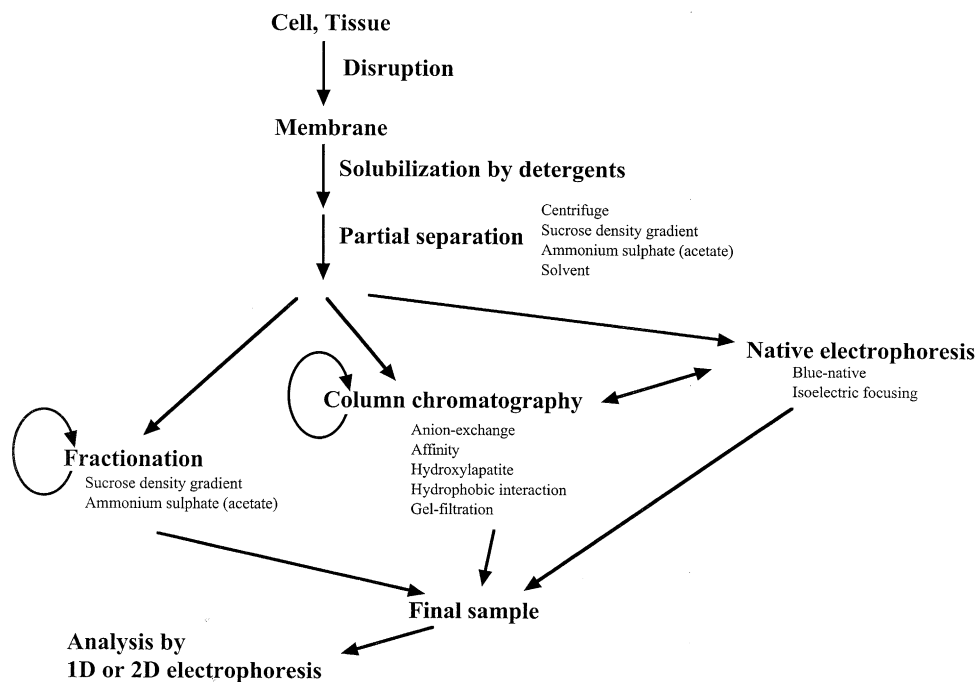 Cell, Tissue
Disruption
Membrane
Solubilization by detergents
Partial separation
Centrifuge
Sucrose density gradient
Ammonium sulphate (acetate)
Solvent
Native electrophoresis
Blue-native
Isoelectric focusing
Column chromatography
Anion-exchange
Affinity
Hydroxylapatite
Hydrophobic interaction
Gel-filtration
Fractionation
Sucrose density gradient
Ammonium sulphate (acetate)
Final sample
Analysis by
1D or 2D electrophoresis